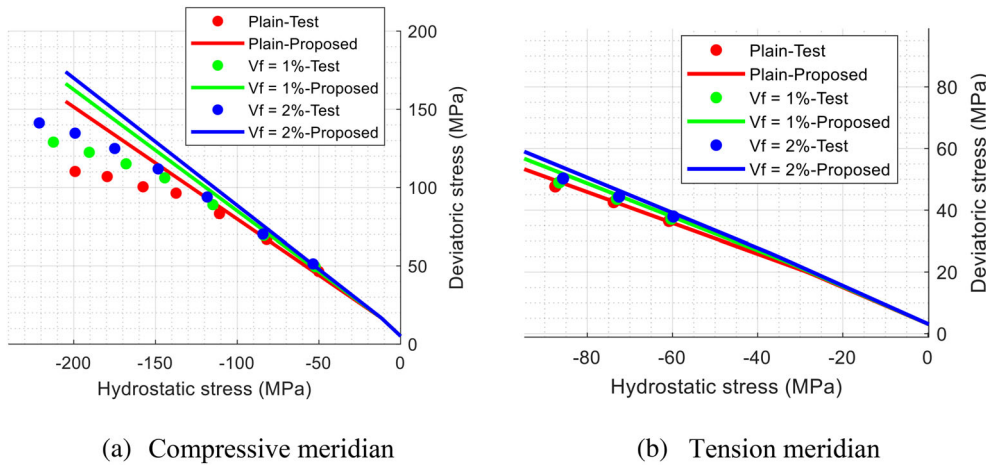 Plain-Test
Plain-Proposed
Vf = 1%-Test
Vf = 1%-Proposed
Vf = 2%-Test
Vf = 2%-Proposed
200
150
100
50
0
Deviatoric stress (MPa)
-200 -150 -100 -50 0
Hydrostatic stress (MPa)
(a) Compressive meridian
Plain-Test
Plain-Proposed
Vf = 1%-Test
Vf = 1%-Proposed
Vf = 2%-Test
Vf = 2%-Proposed
80
60
40
20
0
Deviatoric stress (MPa)
-80 -60 -40 -20 0
Hydrostatic stress (MPa)
(b) Tension meridian